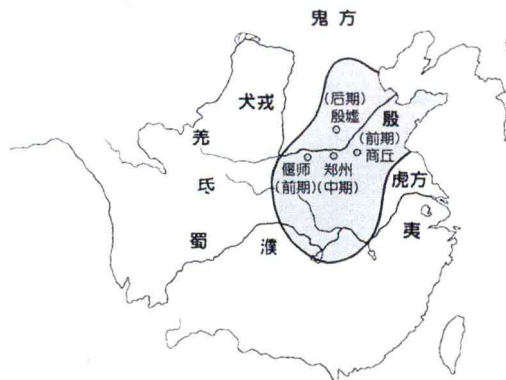 鬼方
犬戎
(后期)
殷墟
殷
羌
(前期)
商丘
偃师
(前期)
郑州
(中期)
氐
虎方
蜀
濮
夷